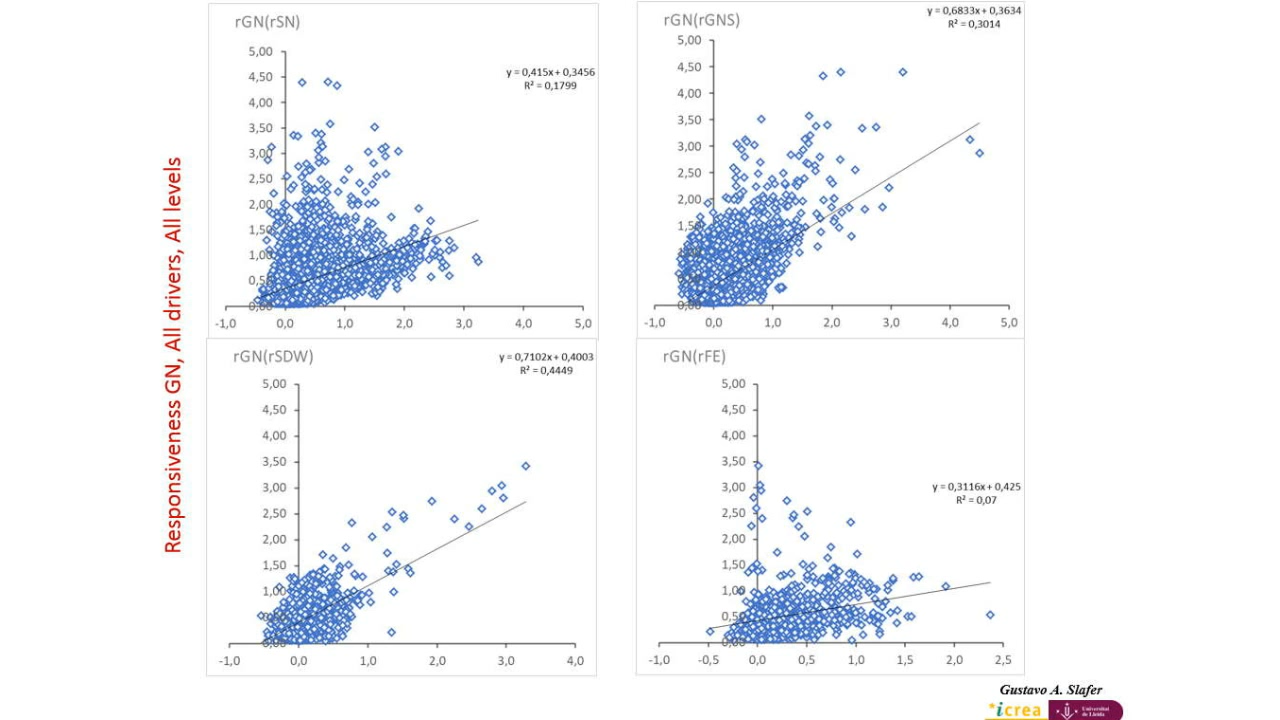 Responsiveness GN, All drivers, All levels
rGN(rSN)
y = 0,415x + 0,3456
R² = 0,1799
5,00
4,50
4,00
3,50
3,00
2,50
2,00
1,50
1,00
0,50
0,00
-1,0 0,0 1,0 2,0 3,0 4,0 5,0
rGN(rGNS)
y = 0,6833x + 0,3634
R² = 0,3014
5,00
4,50
4,00
3,50
3,00
2,50
2,00
1,50
1,00
0,50
0,00
-1,0 0,0 1,0 2,0 3,0 4,0 5,0
rGN(rSDW)
y = 0,7102x + 0,4003
R² = 0,4449
5,00
4,50
4,00
3,50
3,00
2,50
2,00
1,50
1,00
0,50
0,00
-1,0 0,0 1,0 2,0 3,0 4,0
rGN(rFE)
y = 0,3116x + 0,425
R² = 0,07
5,00
4,50
4,00
3,50
3,00
2,50
2,00
1,50
1,00
0,50
0,00
-1,0 -0,5 0,0 0,5 1,0 1,5 2,0 2,5
Gustavo A. Slafer
icrea
Universitat
de Lleida